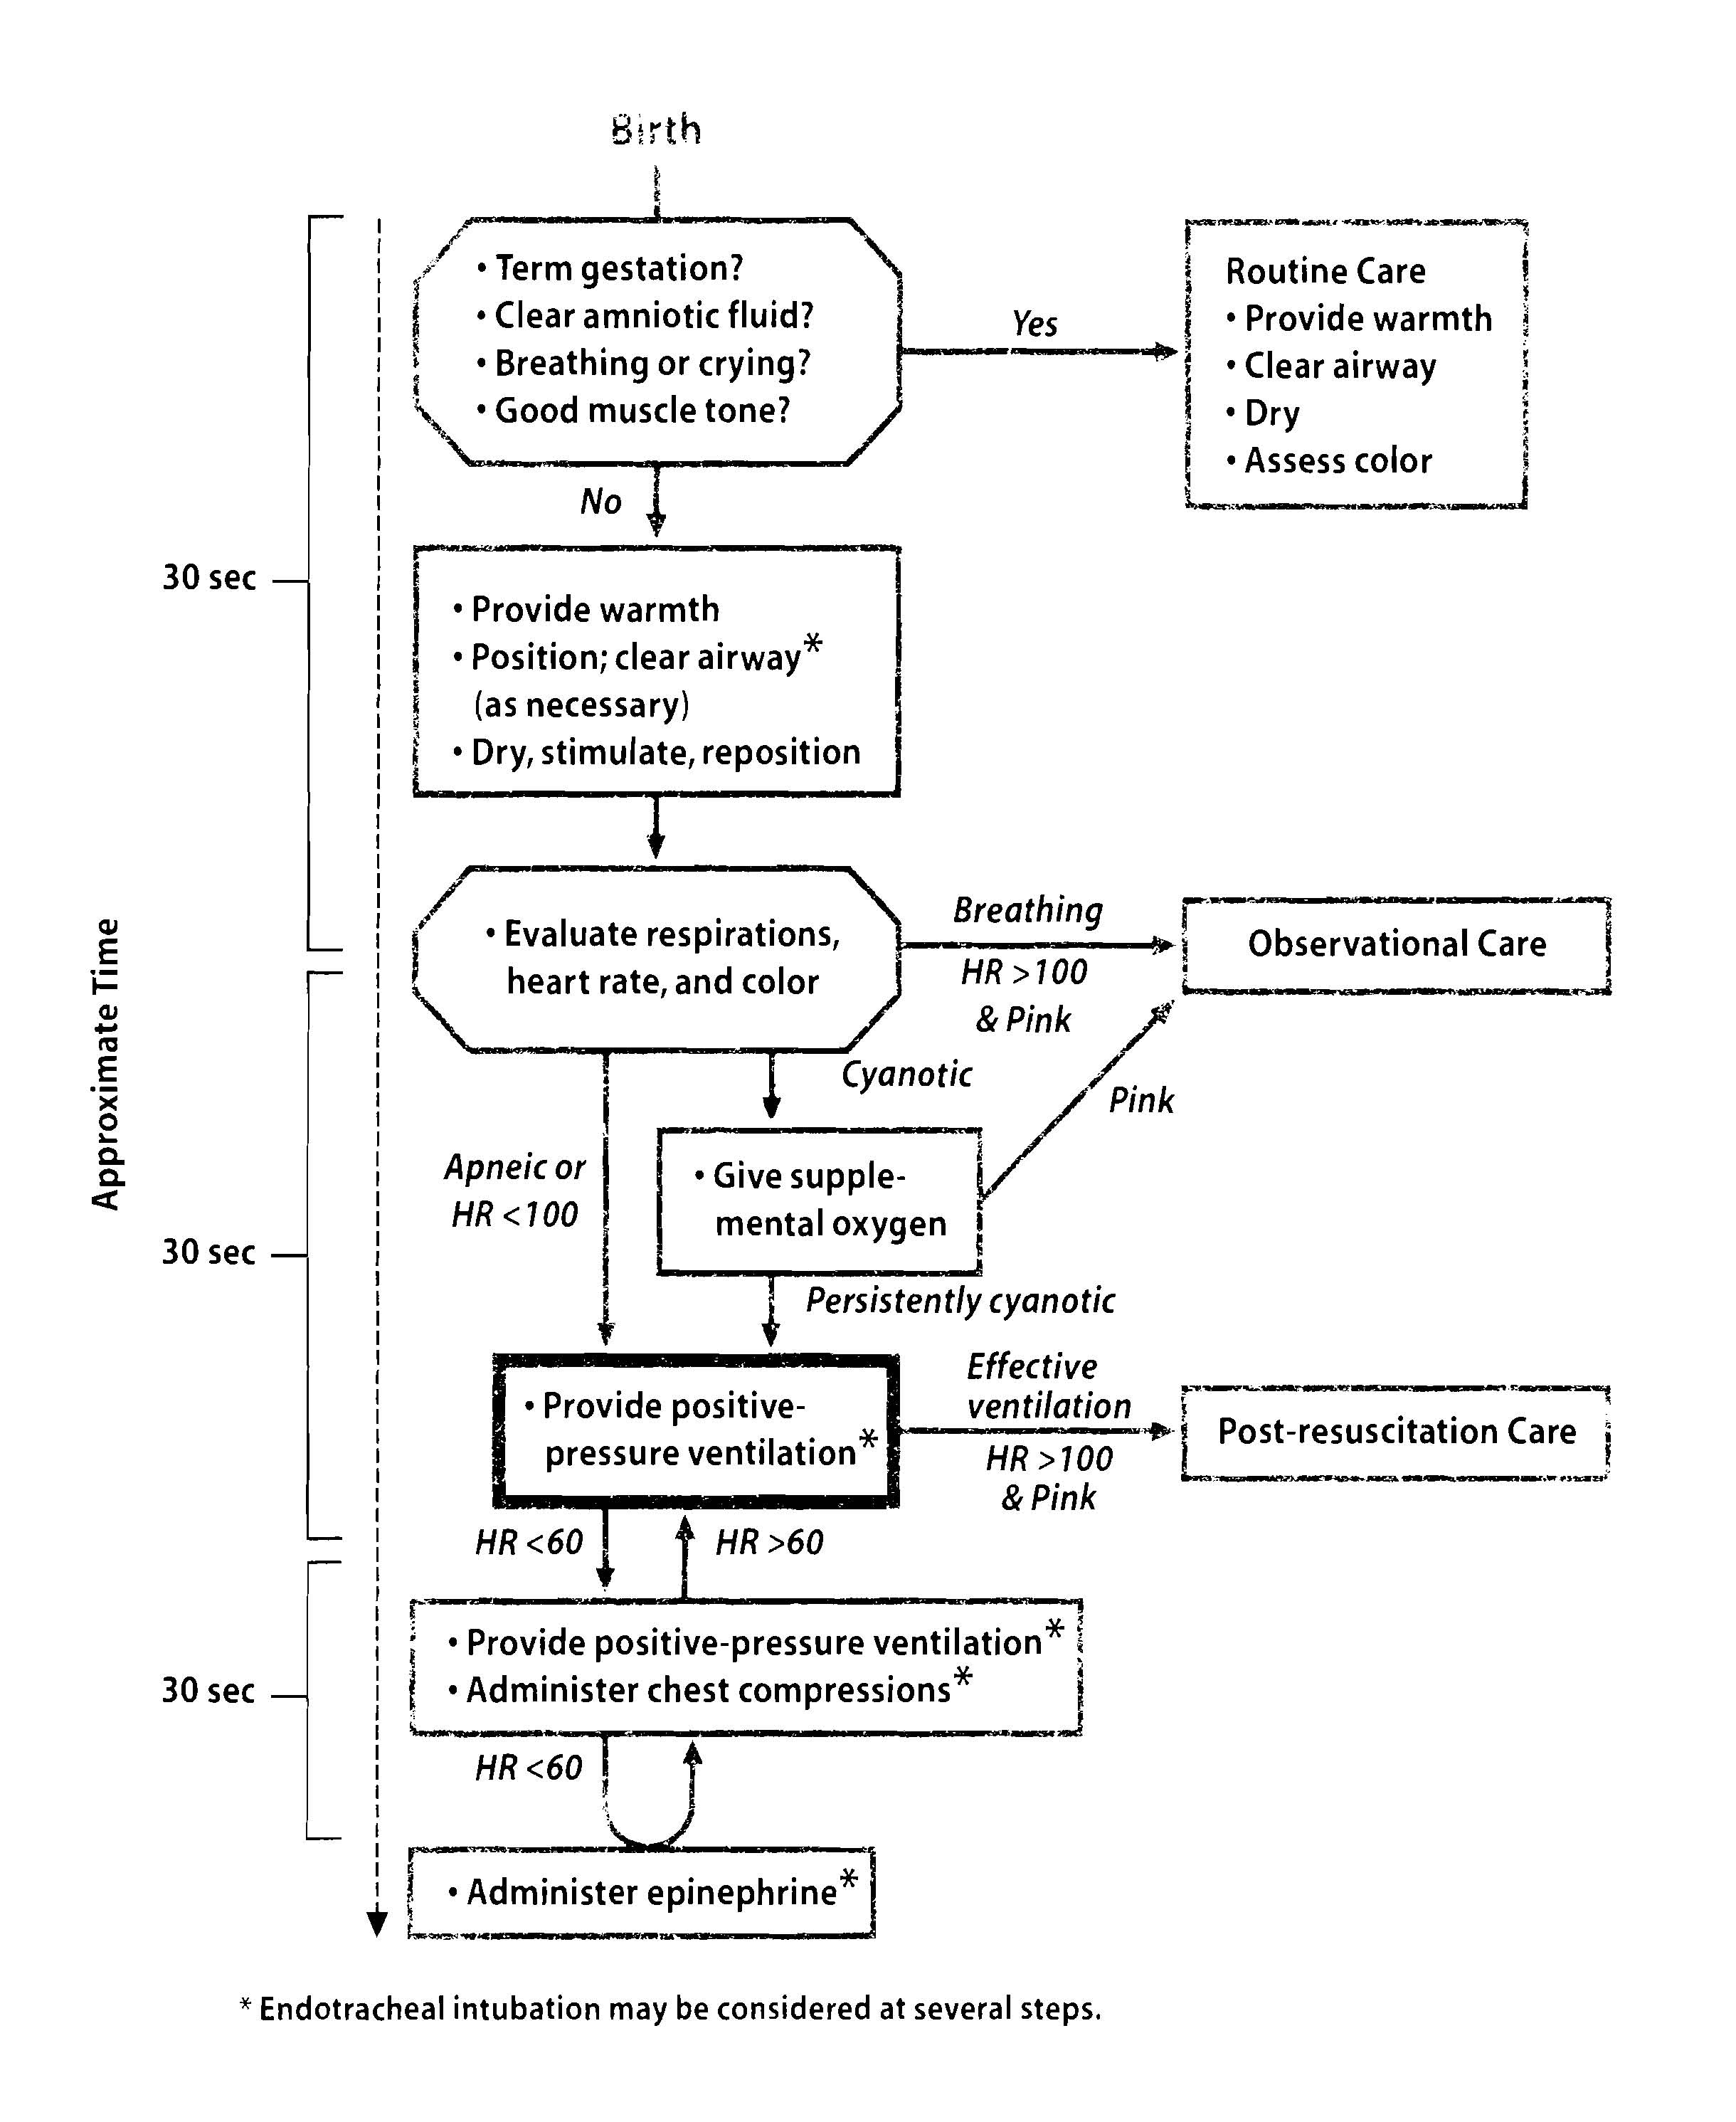 Birth
• Term gestation?
• Clear amniotic fluid?
• Breathing or crying?
• Good muscle tone?
Yes
Routine Care
• Provide warmth
• Clear airway
• Dry
• Assess color
No
30 sec
• Provide warmth
• Position; clear airway*
(as necessary)
• Dry, stimulate, reposition
Approximate Time
• Evaluate respirations,
heart rate, and color
Breathing
HR >100
& Pink
Observational Care
Cyanotic
Pink
Apneic or
HR <100
• Give supple-
mental oxygen
30 sec
Persistently cyanotic
• Provide positive-
pressure ventilation*
Effective
ventilation
HR >100
& Pink
Post-resuscitation Care
HR <60
HR >60
30 sec
• Provide positive-pressure ventilation*
• Administer chest compressions*
HR <60
• Administer epinephrine*
* Endotracheal intubation may be considered at several steps.